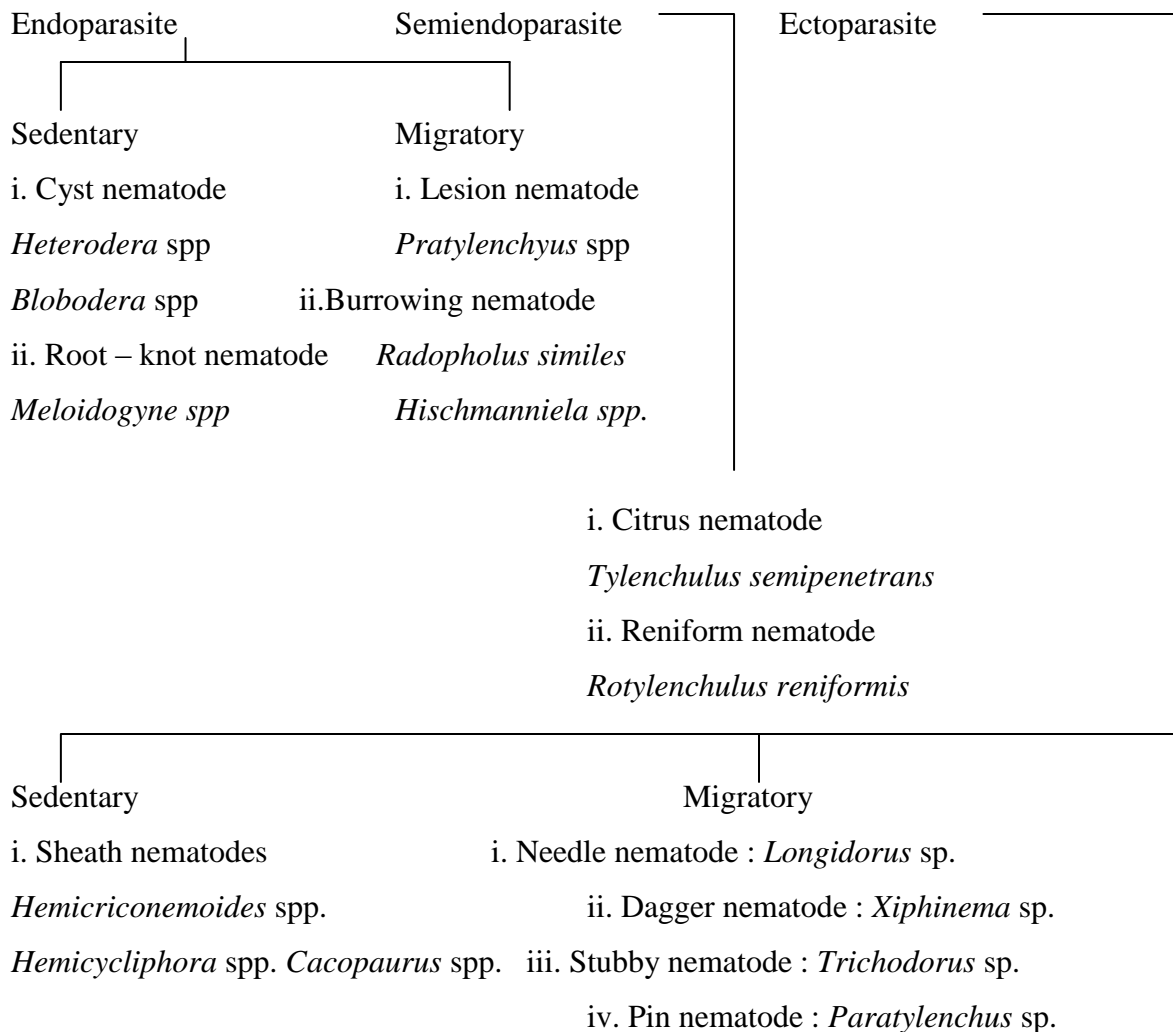 Endoparasite Semiendoparasite Ectoparasite
Sedentary Migratory
i. Cyst nematode i. Lesion nematode
Heterodera spp Pratylenchyus spp
Blobodera spp ii.Burrowing nematode
ii. Root – knot nematode Radopholus similes
Meloidogyne spp Hischmanniela spp.
i. Citrus nematode
Tylenchulus semipenetrans
ii. Reniform nematode
Rotylenchulus reniformis
Sedentary Migratory
i. Sheath nematodes i. Needle nematode : Longidorus sp.
Hemicriconemoides spp. ii. Dagger nematode : Xiphinema sp.
Hemicycliphora spp. Cacopaurus spp. iii. Stubby nematode : Trichodorus sp.
iv. Pin nematode : Paratylenchus sp.